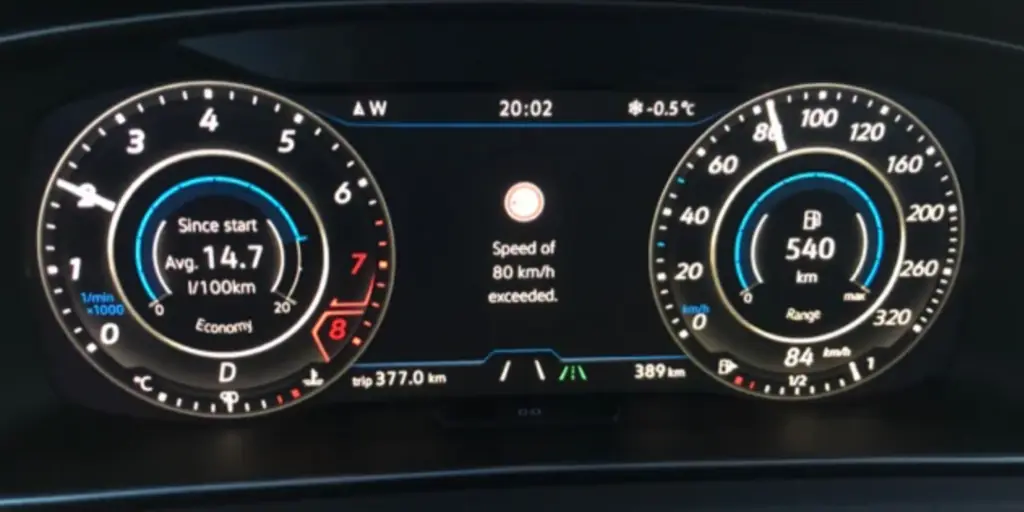 W
20:02
-0.5 °C
1
2
3
4
5
6
7
8
0
1/min
×1000
Since start
Avg. 14.7
l/100km
0
20
Economy
D
°C
Speed of
80 km/h
exceeded.
trip 377.0 km
389 km
0
20
40
60
80
100
120
160
200
260
320
km/h
540
km
0
max
Range
84 km/h
1/2
1